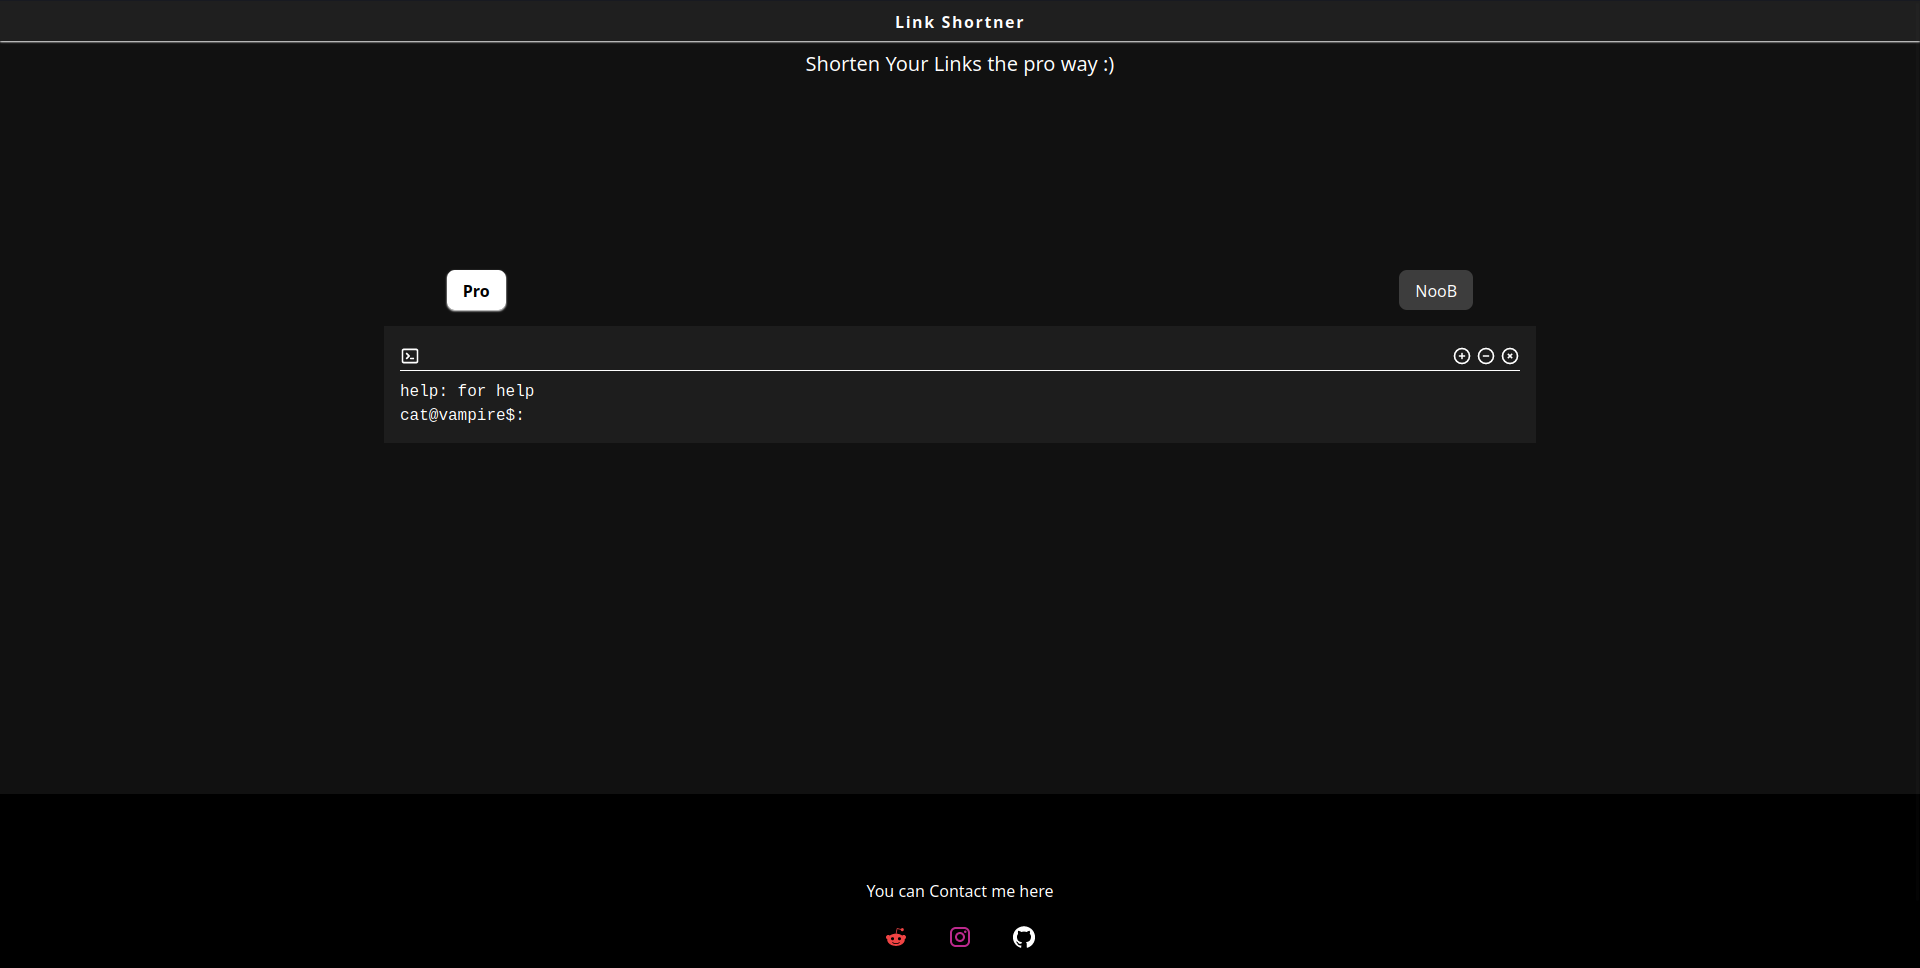 Link Shortner
Shorten Your Links the pro way :)
Pro
NooB
help: for help
cat@vampire$:
You can Contact me here